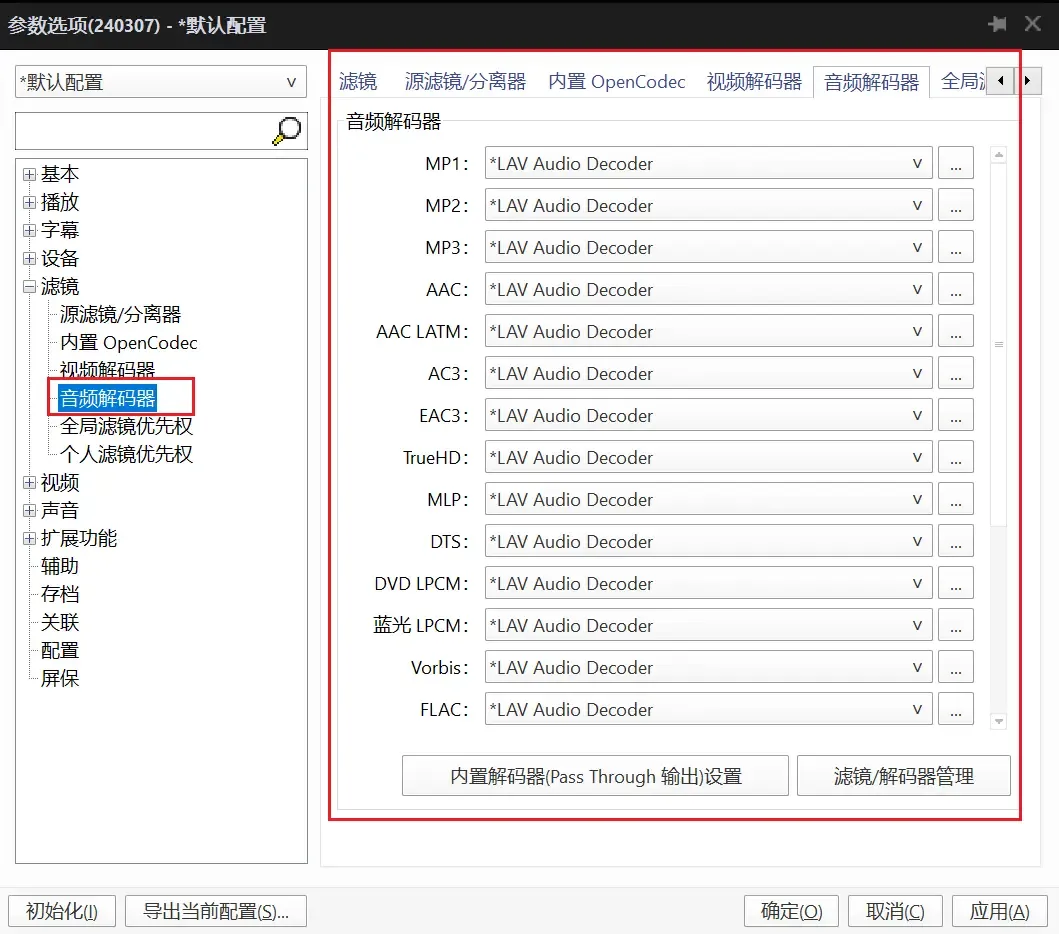 参数选项(240307) - *默认配置
*默认配置
基本
播放
字幕
设备
滤镜
源滤镜/分离器
内置 OpenCodec
视频解码器
音频解码器
全局滤镜优先权
个人滤镜优先权
视频
声音
扩展功能
辅助
存档
关联
配置
屏保
滤镜 源滤镜/分离器 内置 OpenCodec 视频解码器 音频解码器 全局
音频解码器
MP1: *LAV Audio Decoder ...
MP2: *LAV Audio Decoder ...
MP3: *LAV Audio Decoder ...
AAC: *LAV Audio Decoder ...
AAC LATM: *LAV Audio Decoder ...
AC3: *LAV Audio Decoder ...
EAC3: *LAV Audio Decoder ...
TrueHD: *LAV Audio Decoder ...
MLP: *LAV Audio Decoder ...
DTS: *LAV Audio Decoder ...
DVD LPCM: *LAV Audio Decoder ...
蓝光 LPCM: *LAV Audio Decoder ...
Vorbis: *LAV Audio Decoder ...
FLAC: *LAV Audio Decoder ...
内置解码器(Pass Through 输出)设置 滤镜/解码器管理
初始化(I) 导出当前配置(S)... 确定(O) 取消(C) 应用(A)